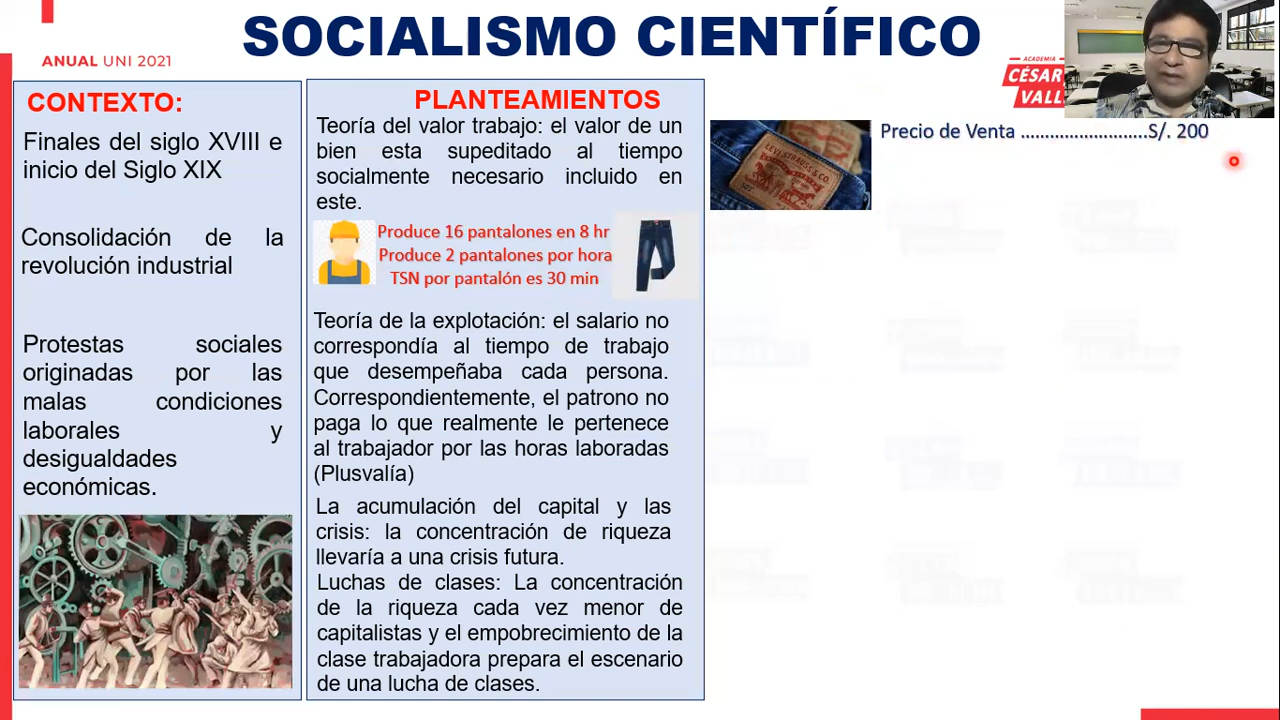 SOCIALISMO CIENTÍFICO
ANUAL UNI 2021
ACADEMIA
CÉSAR
CONTEXTO:
Finales del siglo XVIII e
inicio del Siglo XIX
Consolidación de la
revolución industrial
Protestas sociales
originadas por las
malas condiciones
laborales y
desigualdades
económicas.
PLANTEAMIENTOS
Teoría del valor trabajo: el valor de un
bien esta supeditado al tiempo
socialmente necesario incluido en
este.
Produce 16 pantalones en 8 hr
Produce 2 pantalones por hora
TSN por pantalón es 30 min
Teoría de la explotación: el salario no
correspondía al tiempo de trabajo
que desempeñaba cada persona.
Correspondientemente, el patrono no
paga lo que realmente le pertenece
al trabajador por las horas laboradas
(Plusvalía)
La acumulación del capital y las
crisis: la concentración de riqueza
llevaría a una crisis futura.
Luchas de clases: La concentración
de la riqueza cada vez menor de
capitalistas y el empobrecimiento de la
clase trabajadora prepara el escenario
de una lucha de clases.
LEVI STRAUSS & CO.
Precio de Venta ..........................S/. 200